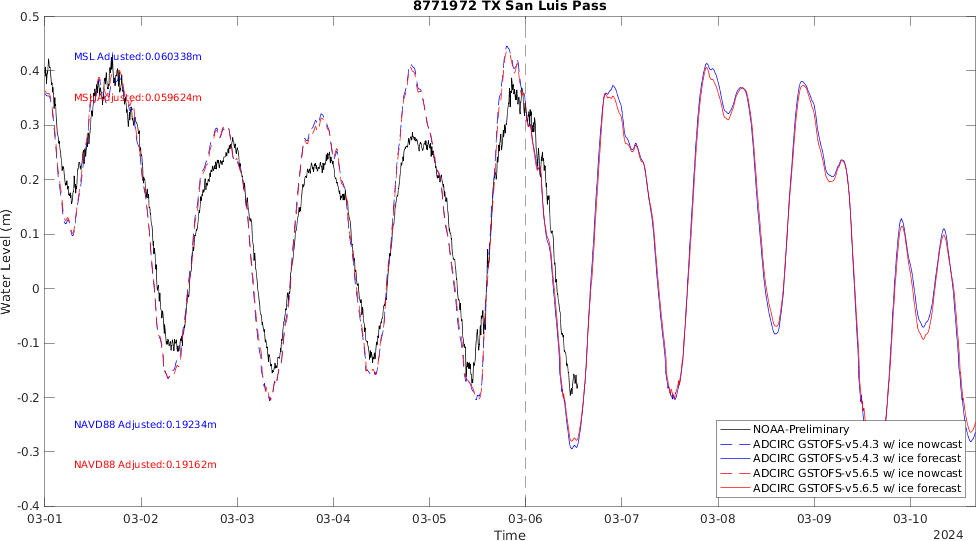 8771972 TX San Luis Pass
0.5
MSL Adjusted:0.060338m
0.4
MSL Adjusted:0.059624m
0.3
0.2
0.1
0
-0.1
-0.2
-0.3
-0.4
Water Level (m)
NAVD88 Adjusted:0.19234m
NAVD88 Adjusted:0.19162m
NOAA-Preliminary
ADCIRC GSTOFS-v5.4.3 w/ ice nowcast
ADCIRC GSTOFS-v5.4.3 w/ ice forecast
ADCIRC GSTOFS-v5.6.5 w/ ice nowcast
ADCIRC GSTOFS-v5.6.5 w/ ice forecast
03-01 03-02 03-03 03-04 03-05 03-06 03-07 03-08 03-09 03-10
Time
2024